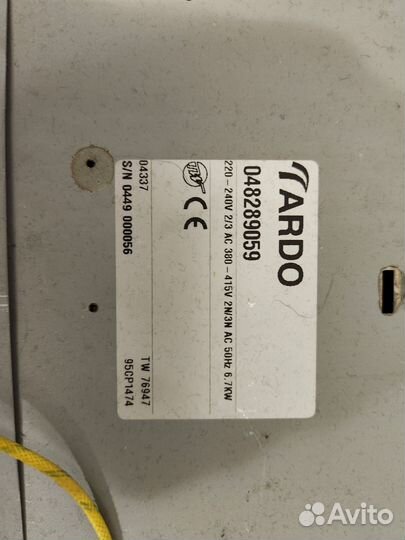 ARDO
048289059
220 - 240V 2/3 AC 380 - 415V 2N/3N AC 50Hz 6.7KW
CE
04337 TW 76947
S/N 0449 000056 95CP1474
Avito